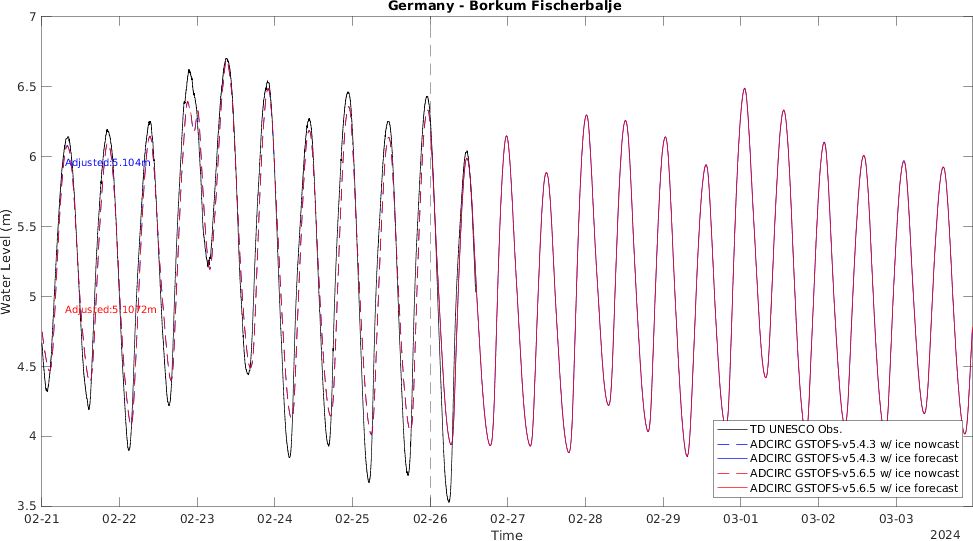 Germany - Borkum Fischerbalje
7
6.5
6
5.5
5
4.5
4
3.5
Water Level (m)
Adjusted:5.104m
Adjusted:5.1072m
TD UNESCO Obs.
ADCIRC GSTOFS-v5.4.3 w/ ice nowcast
ADCIRC GSTOFS-v5.4.3 w/ ice forecast
ADCIRC GSTOFS-v5.6.5 w/ ice nowcast
ADCIRC GSTOFS-v5.6.5 w/ ice forecast
02-21 02-22 02-23 02-24 02-25 02-26 02-27 02-28 02-29 03-01 03-02 03-03
Time
2024